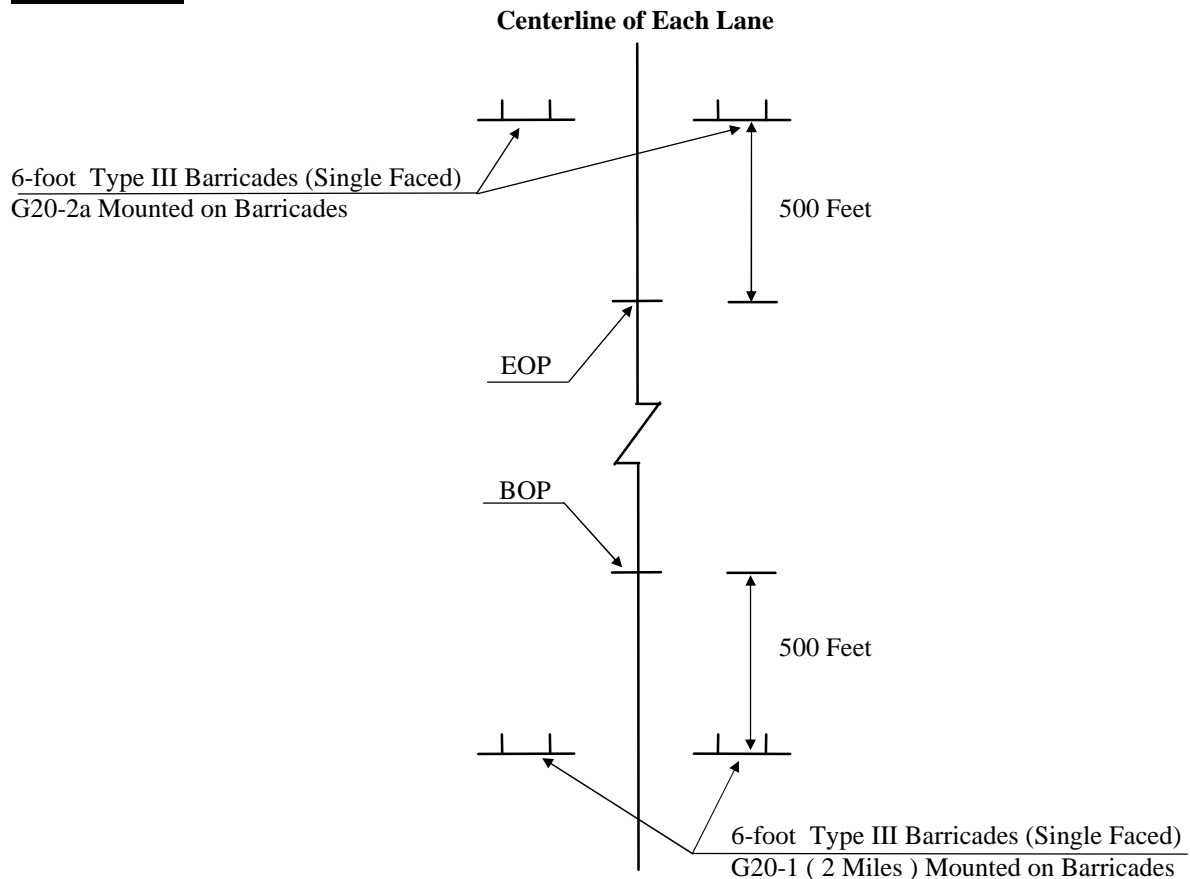 Centerline of Each Lane
6-foot Type III Barricades (Single Faced)
G20-2a Mounted on Barricades
500 Feet
EOP
BOP
500 Feet
6-foot Type III Barricades (Single Faced)
G20-1 ( 2 Miles ) Mounted on Barricades